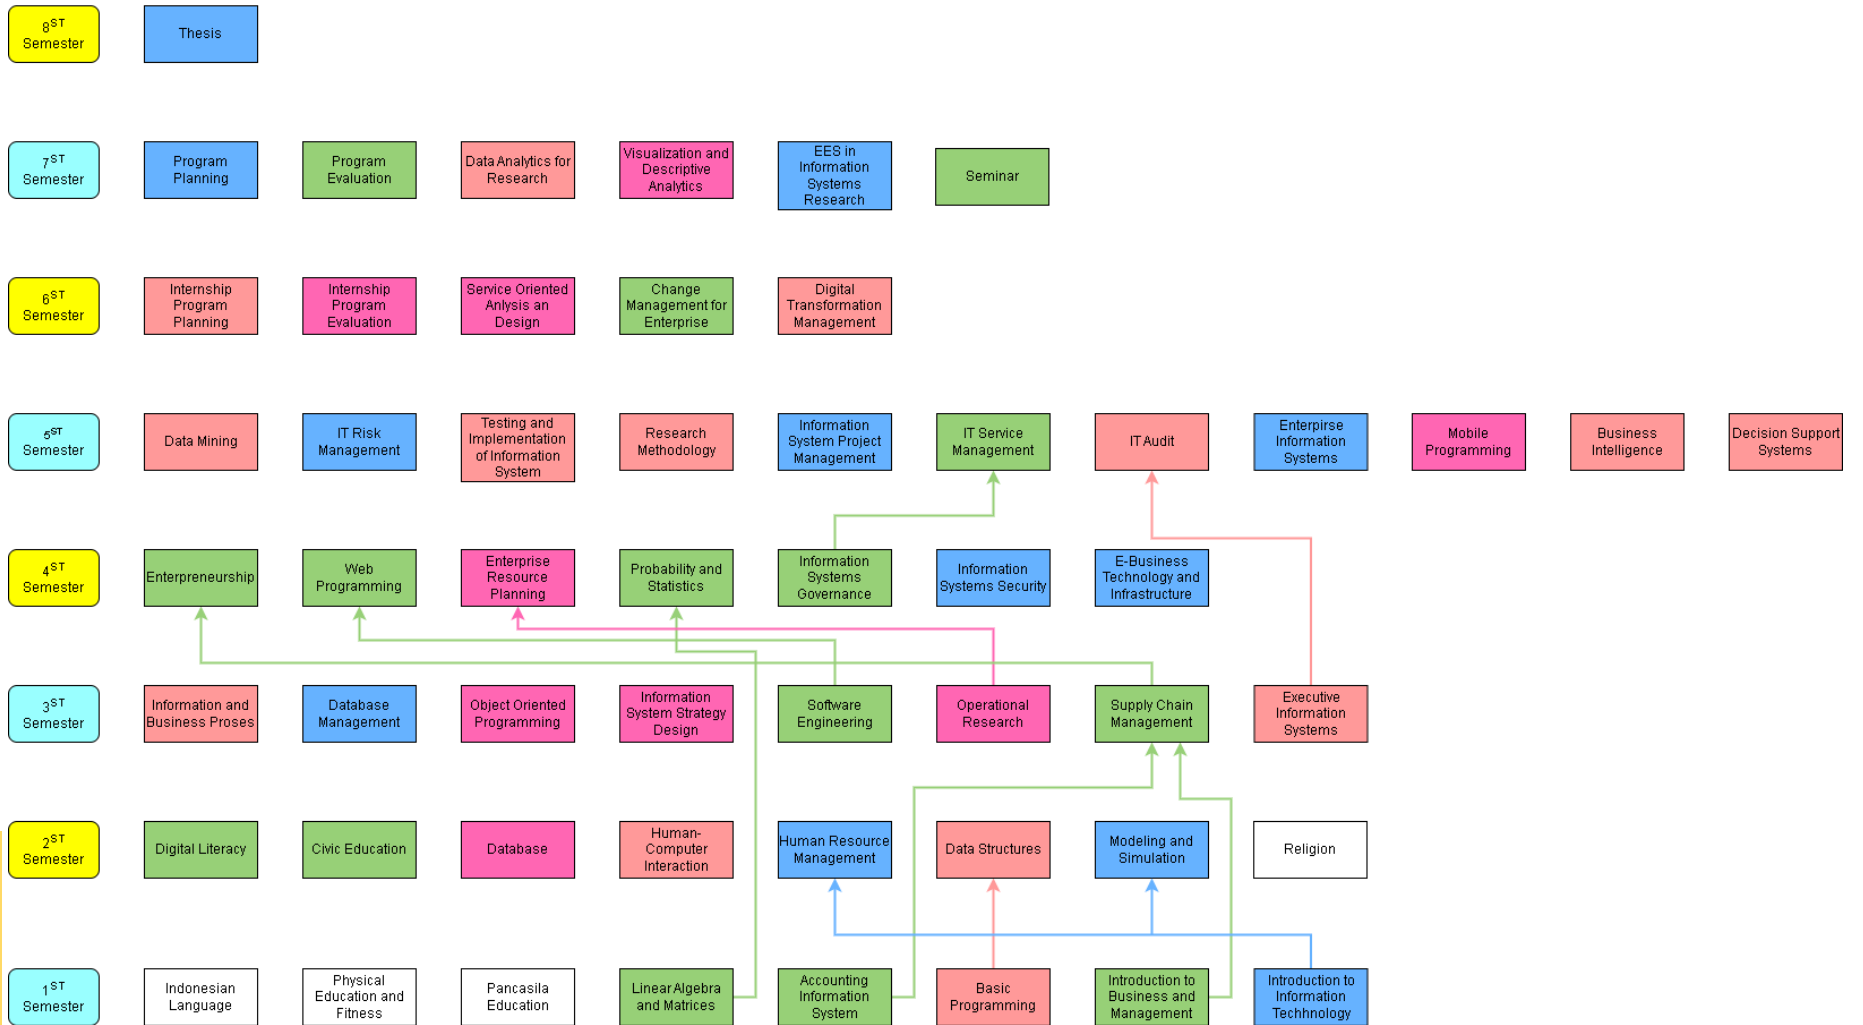 8ST
Semester
Thesis
7ST
Semester
Program
Planning
Program
Evaluation
Data Analytics for
Research
Visualization and
Descriptive
Analytics
EES in
Information
Systems
Research
Seminar
6ST
Semester
Internship
Program
Planning
Internship
Program
Evaluation
Service Oriented
Anlysis an
Design
Change
Management for
Enterprise
Digital
Transformation
Management
5ST
Semester
Data Mining
IT Risk
Management
Testing and
Implementation
of Information
System
Research
Methodology
Information
System Project
Management
IT Service
Management
IT Audit
Enterpirse
Information
Systems
Mobile
Programming
Business
Intelligence
Decision Support
Systems
4ST
Semester
Enterpreneurship
Web
Programming
Enterprise
Resource
Planning
Probability and
Statistics
Information
Systems
Governance
Information
Systems Security
E-Business
Technology and
Infrastructure
3ST
Semester
Information and
Business Proses
Database
Management
Object Oriented
Programming
Information
System Strategy
Design
Software
Engineering
Operational
Research
Supply Chain
Management
Executive
Information
Systems
2ST
Semester
Digital Literacy
Civic Education
Database
Human-
Computer
Interaction
Human Resource
Management
Data Structures
Modeling and
Simulation
Religion
1ST
Semester
Indonesian
Language
Physical
Education and
Fitness
Pancasila
Education
Linear Algebra
and Matrices
Accounting
Information
System
Basic
Programming
Introduction to
Business and
Management
Introduction to
Information
Techhnology